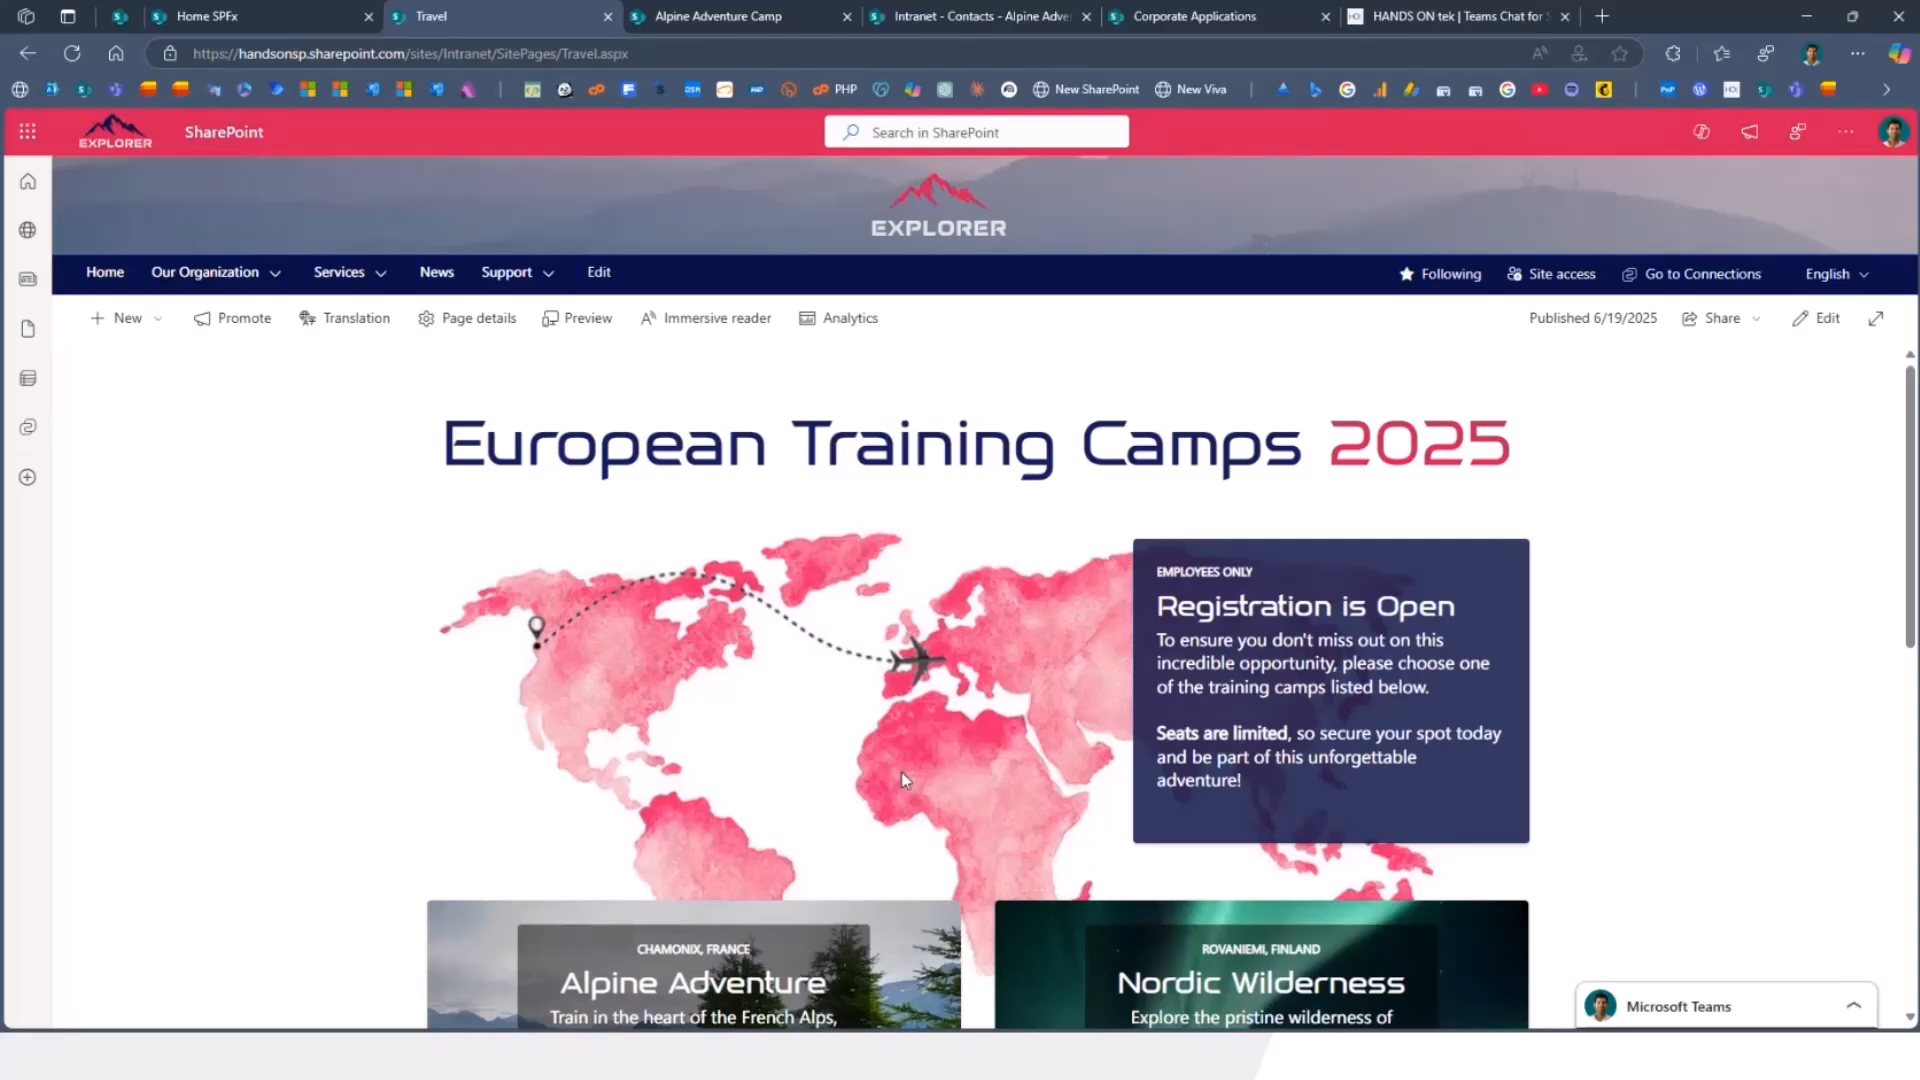 Home SPFx
Travel
Alpine Adventure Camp
Intranet - Contacts - Alpine Adve
Corporate Applications
HANDS ON tek | Teams Chat for S
https://handsonsp.sharepoint.com/sites/Intranet/SitePages/Travel.aspx
PHP
New SharePoint
New Viva
EXPLORER
SharePoint
Search in SharePoint
EXPLORER
Home
Our Organization
Services
News
Support
Edit
Following
Site access
Go to Connections
English
New
Promote
Translation
Page details
Preview
Immersive reader
Analytics
Published 6/19/2025
Share
Edit
European Training Camps 2025
EMPLOYEES ONLY
Registration is Open
To ensure you don't miss out on this
incredible opportunity, please choose one
of the training camps listed below.
Seats are limited, so secure your spot today
and be part of this unforgettable
adventure!
CHAMONIX, FRANCE
Alpine Adventure
Train in the heart of the French Alps,
ROVANIEMI, FINLAND
Nordic Wilderness
Explore the pristine wilderness of
Microsoft Teams